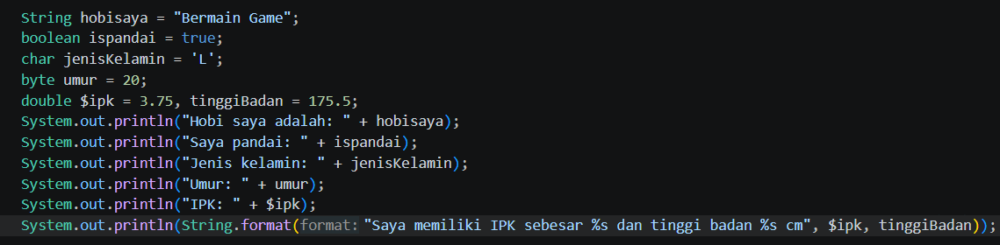 String hobisaya = "Bermain Game";
boolean ispandai = true;
char jenisKelamin = 'L';
byte umur = 20;
double $ipk = 3.75, tinggiBadan = 175.5;
System.out.println("Hobi saya adalah: " + hobisaya);
System.out.println("Saya pandai: " + ispandai);
System.out.println("Jenis kelamin: " + jenisKelamin);
System.out.println("Umur: " + umur);
System.out.println("IPK: " + $ipk);
System.out.println(String.format(format:"Saya memiliki IPK sebesar %s dan tinggi badan %s cm", $ipk, tinggiBadan));